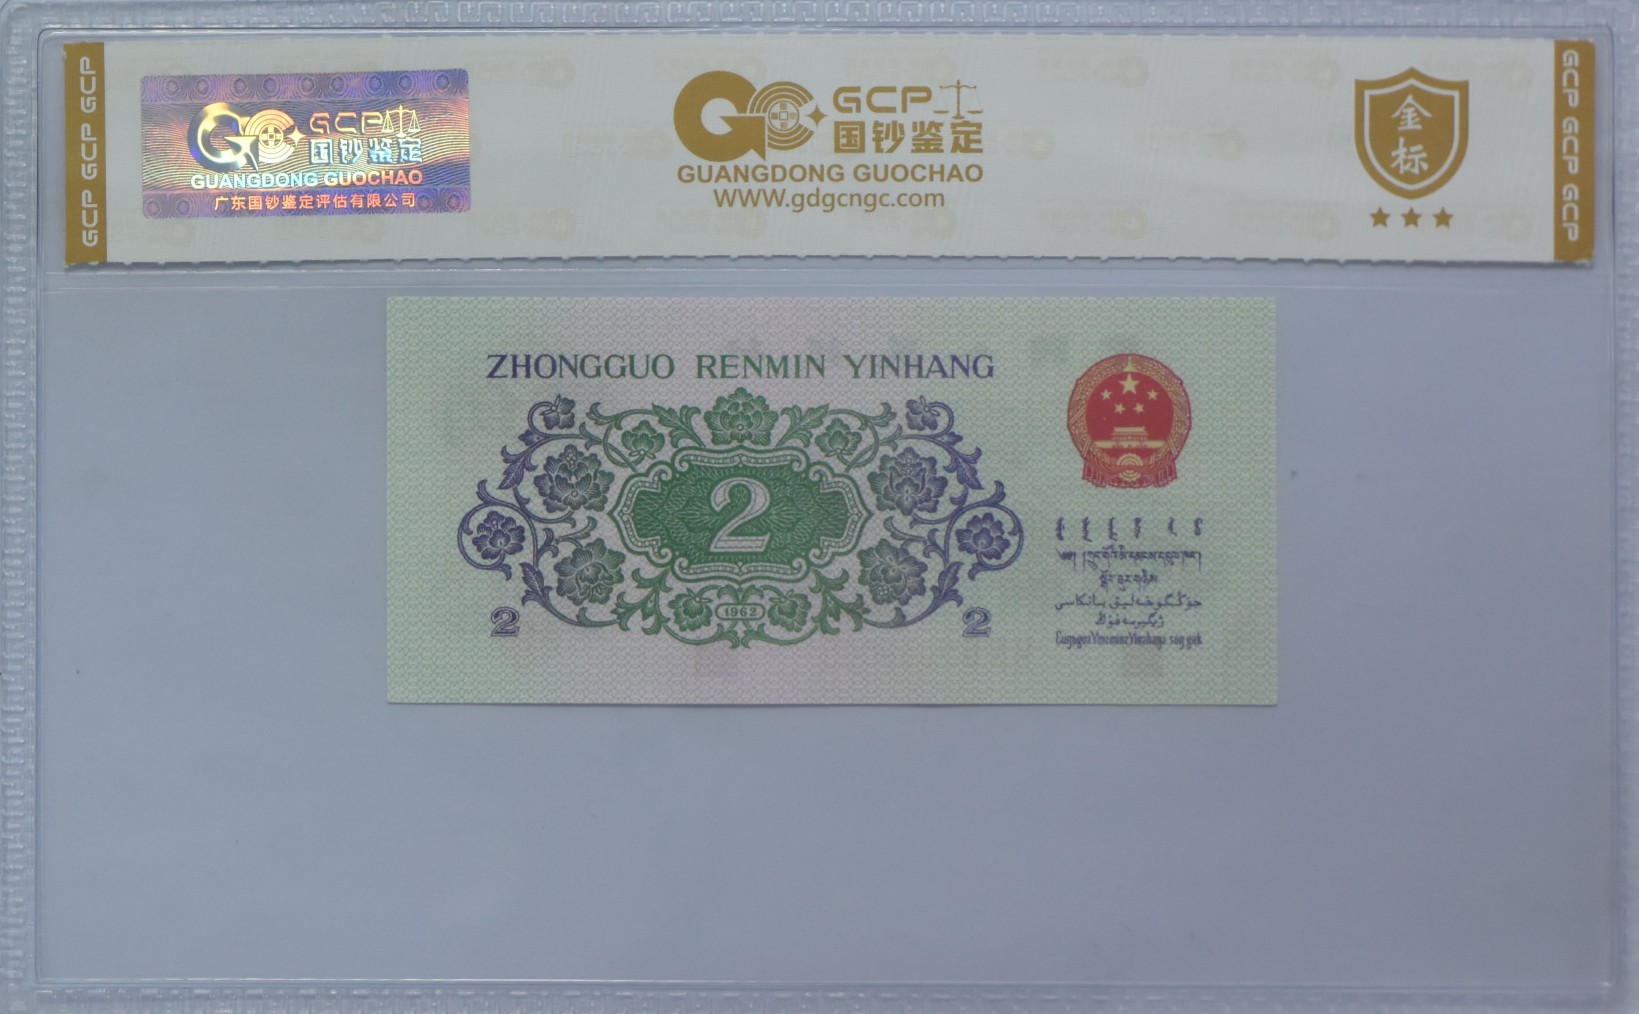 GCP GCP GCP
GCP
国钞鉴定
GUANGDONG GUOCHAO
广东国钞鉴定评估有限公司
GCP
国钞鉴定
GUANGDONG GUOCHAO
www.gdgcngc.com
金标
GCP GCP GCP
ZHONGGUO RENMIN YINHANG
2
1962
2
2